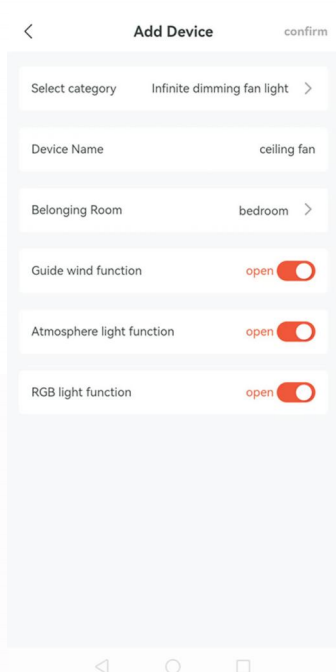 Add Device
confirm
Select category Infinite dimming fan light
Device Name ceiling fan
Belonging Room bedroom
Guide wind function open
Atmosphere light function open
RGB light function open